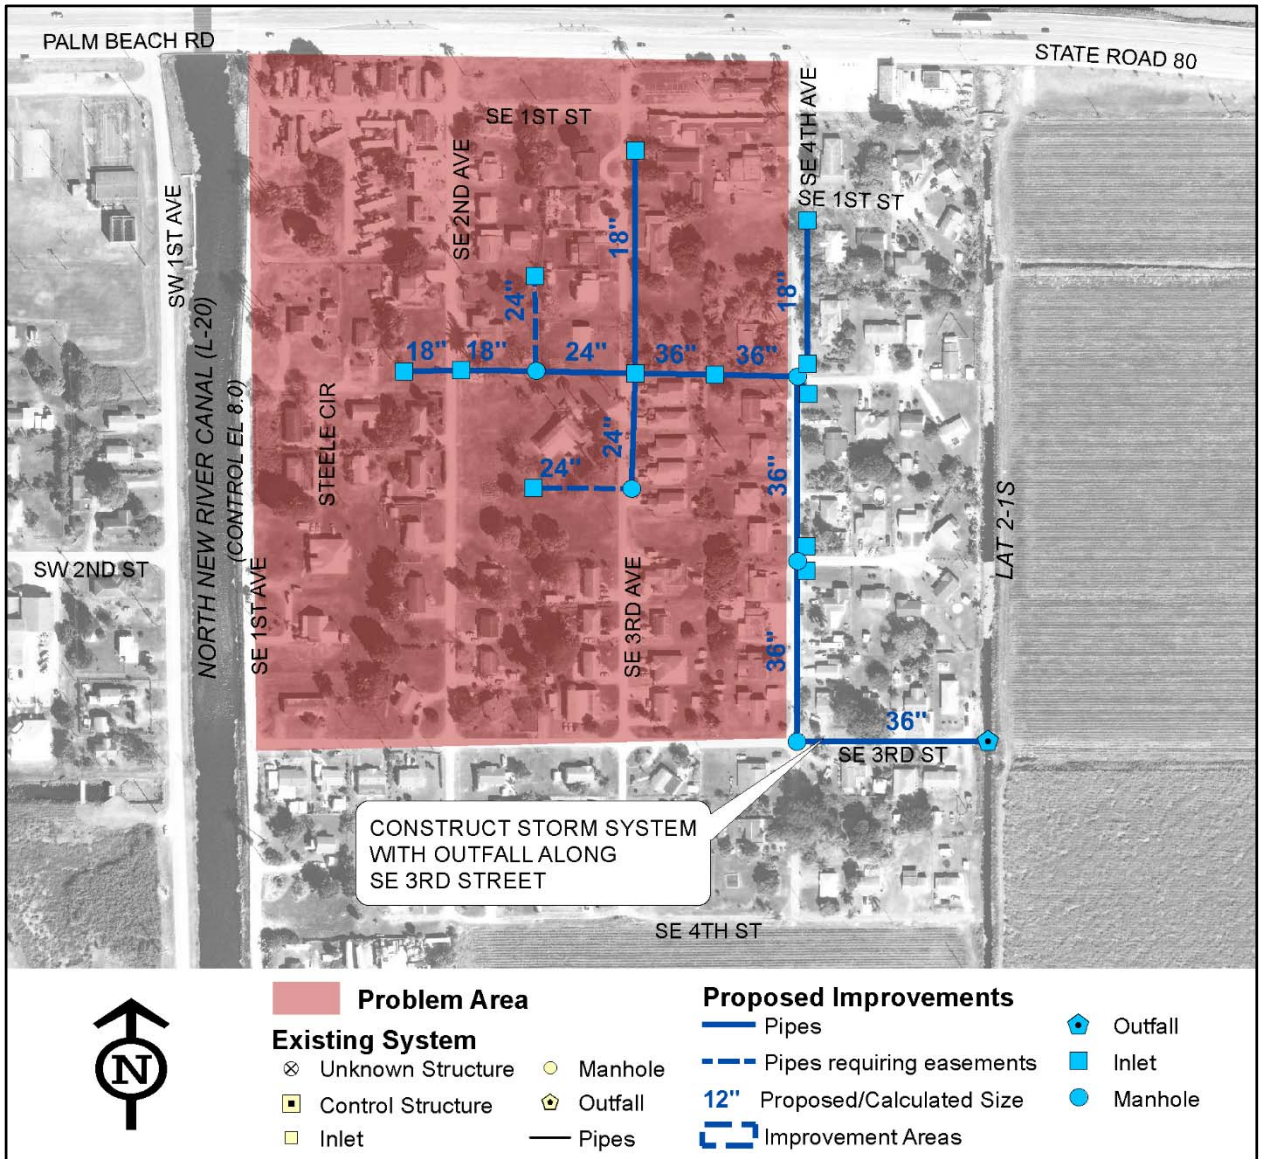 PALM BEACH RD
STATE ROAD 80
SE 1ST ST
SE 4TH AVE
SE 2ND AVE
SW 1ST AVE
SE 1ST ST
18"
18"
24"
NORTH NEW RIVER CANAL (L-20)
(CONTROL EL 8.0)
18"
18"
24"
36"
36"
STEELE CIR
24"
24"
36"
LAT 2-1S
SW 2ND ST
SE 1ST AVE
SE 3RD AVE
36"
36"
SE 3RD ST
CONSTRUCT STORM SYSTEM
WITH OUTFALL ALONG
SE 3RD STREET
SE 4TH ST
N
Problem Area
Existing System
Unknown Structure
Manhole
Control Structure
Outfall
Inlet
Pipes
Proposed Improvements
Pipes
Outfall
Pipes requiring easements
Inlet
12" Proposed/Calculated Size
Manhole
Improvement Areas